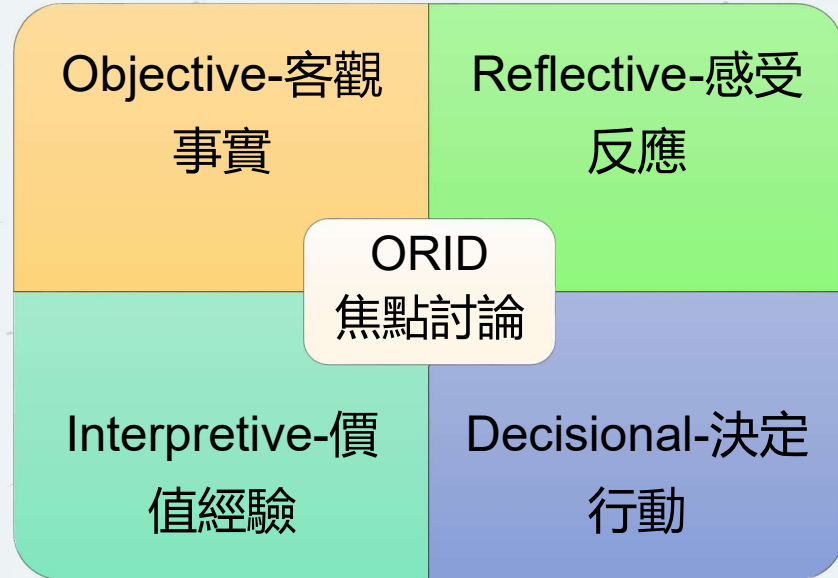 Objective-客觀
事實
Reflective-感受
反應
ORID
焦點討論
Interpretive-價
值經驗
Decisional-決定
行動